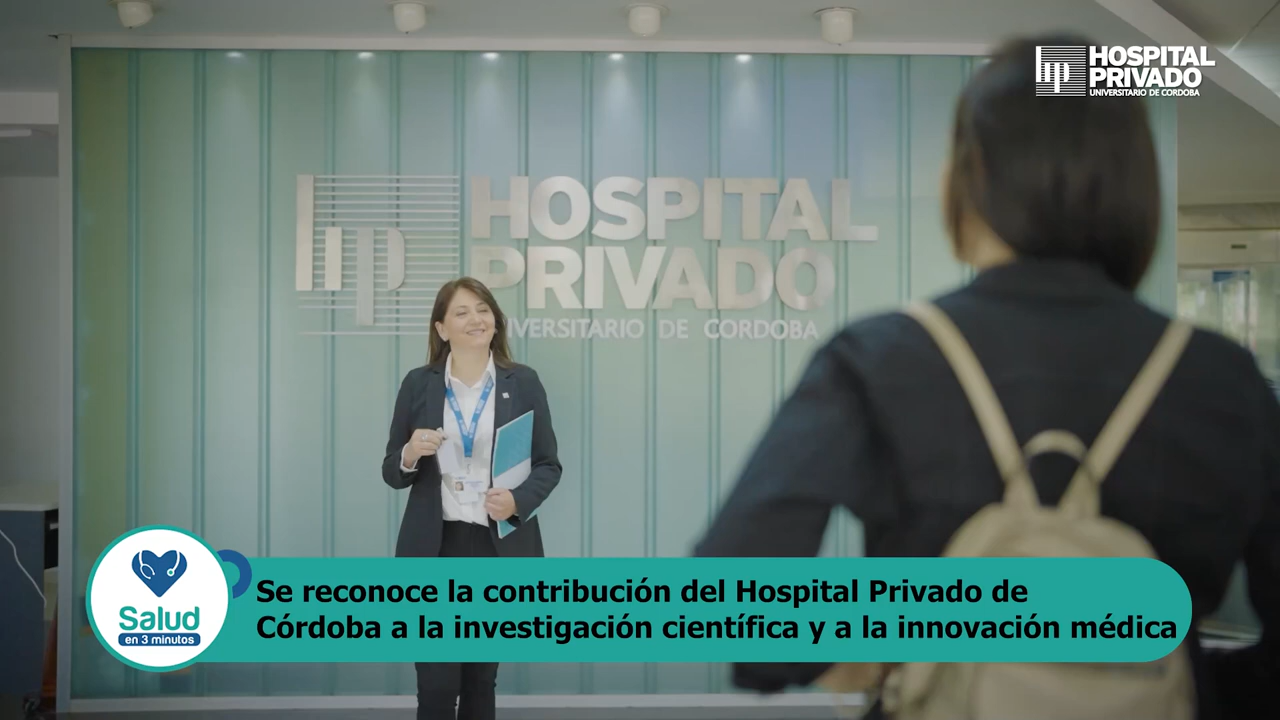 HOSPITAL
PRIVADO
UNIVERSITARIO DE CORDOBA
hp
HOSPITAL
PRIVADO
IVERSITARIO DE CORDOBA
Se reconoce la contribución del Hospital Privado de
Córdoba a la investigación científica y a la innovación médica
Salud
en 3 minutos